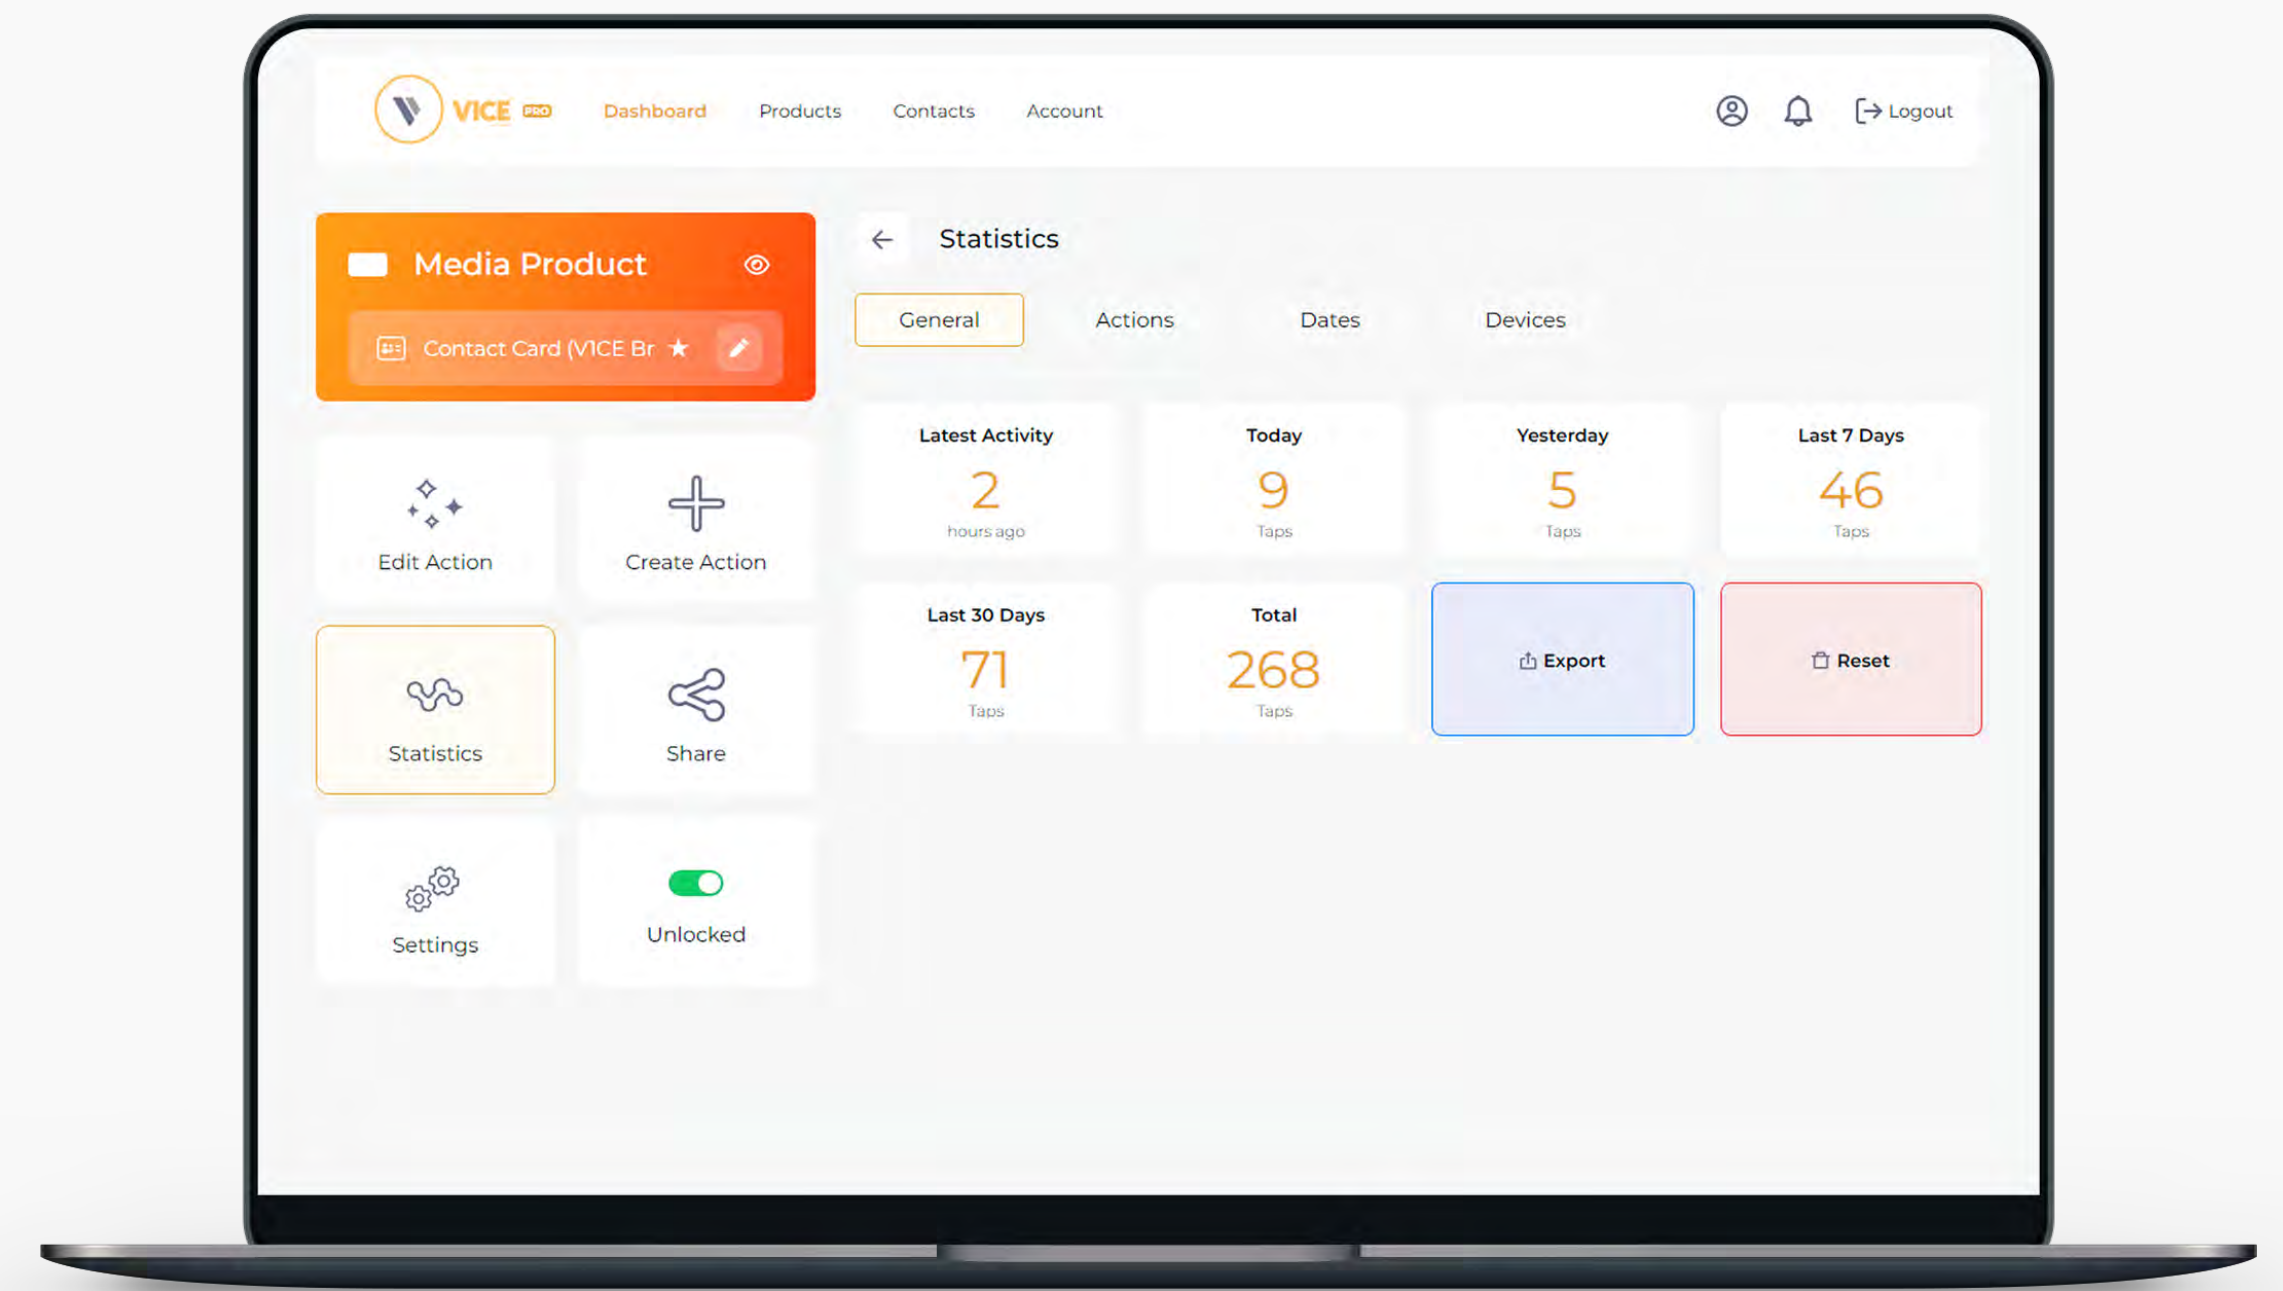 V1CE PRO
Dashboard
Products
Contacts
Account
Logout
Media Product
Contact Card (V1CE Br
Edit Action
Create Action
Statistics
Share
Settings
Unlocked
Statistics
General
Actions
Dates
Devices
Latest Activity
2
hours ago
Today
9
Taps
Yesterday
5
Taps
Last 7 Days
46
Taps
Last 30 Days
71
Taps
Total
268
Taps
Export
Reset